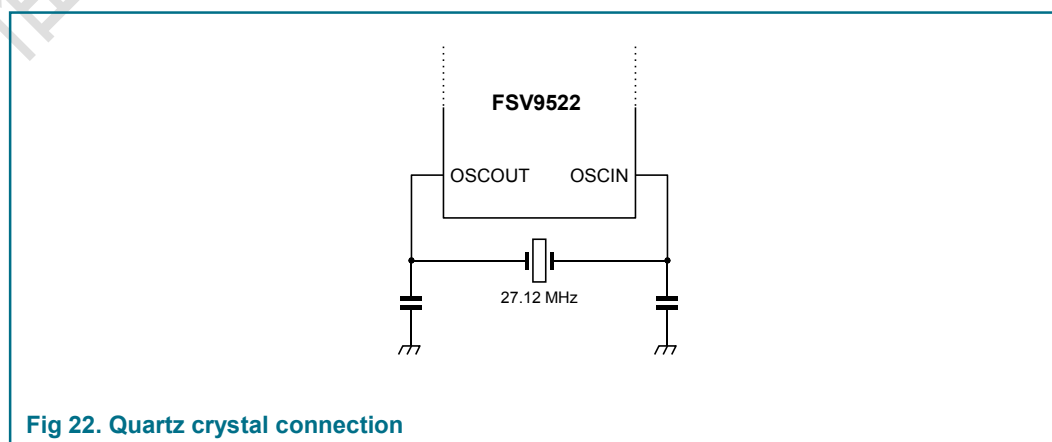 FSV9522
OSCOUT OSCIN
27.12 MHz
Fig 22. Quartz crystal connection